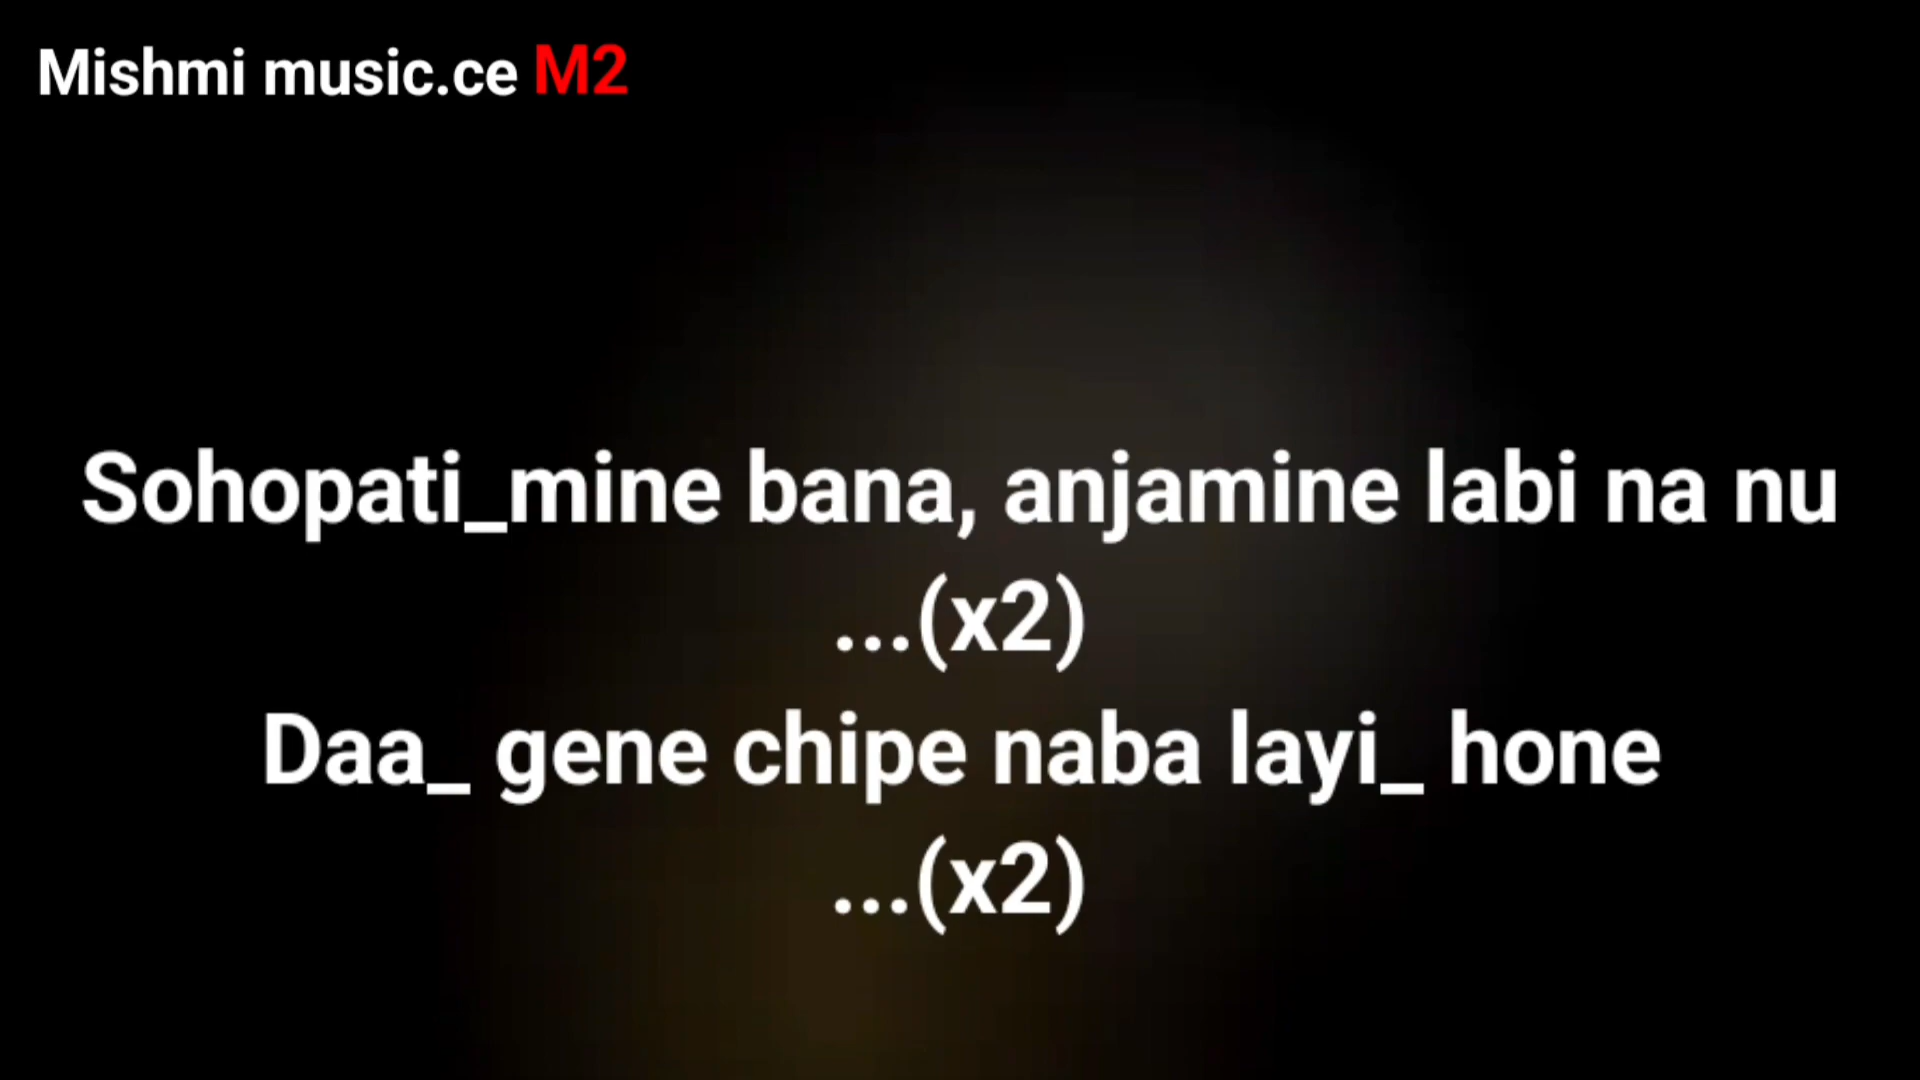 Mishmi music.ce M2
Sohopati_mine bana, anjamine labi na nu
...(x2)
Daa_ gene chipe naba layi_ hone
...(x2)